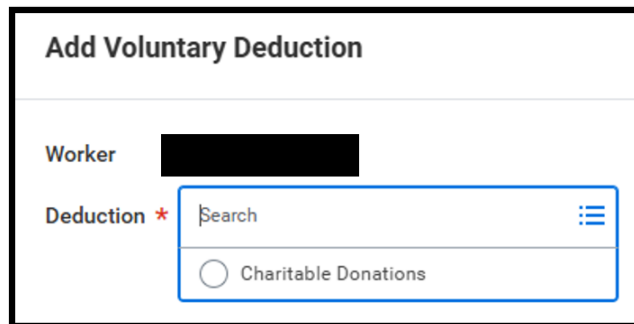 Add Voluntary Deduction
Worker
Deduction *
Search
Charitable Donations